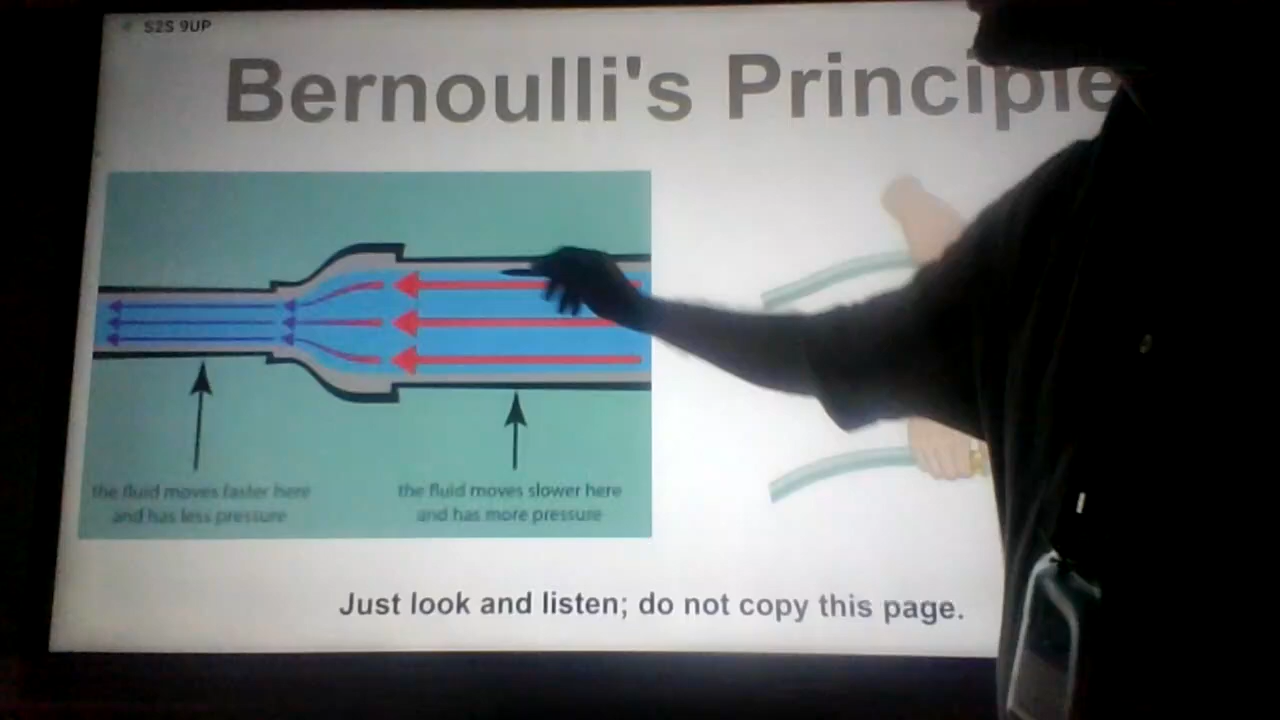 S2S 9UP
Bernoulli's Principle
the fluid moves faster here
and has less pressure
the fluid moves slower here
and has more pressure
Just look and listen; do not copy this page.